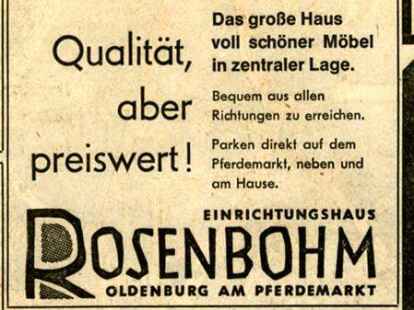 Qualität,
aber
preiswert!
Das große Haus
voll schöner Möbel
in zentraler Lage.
Bequem aus allen
Richtungen zu erreichen.
Parken direkt auf dem
Pferdemarkt, neben und
am Hause.
EINRICHTUNGSHAUS
ROSENBOHM
OLDENBURG AM PFERDEMARKT